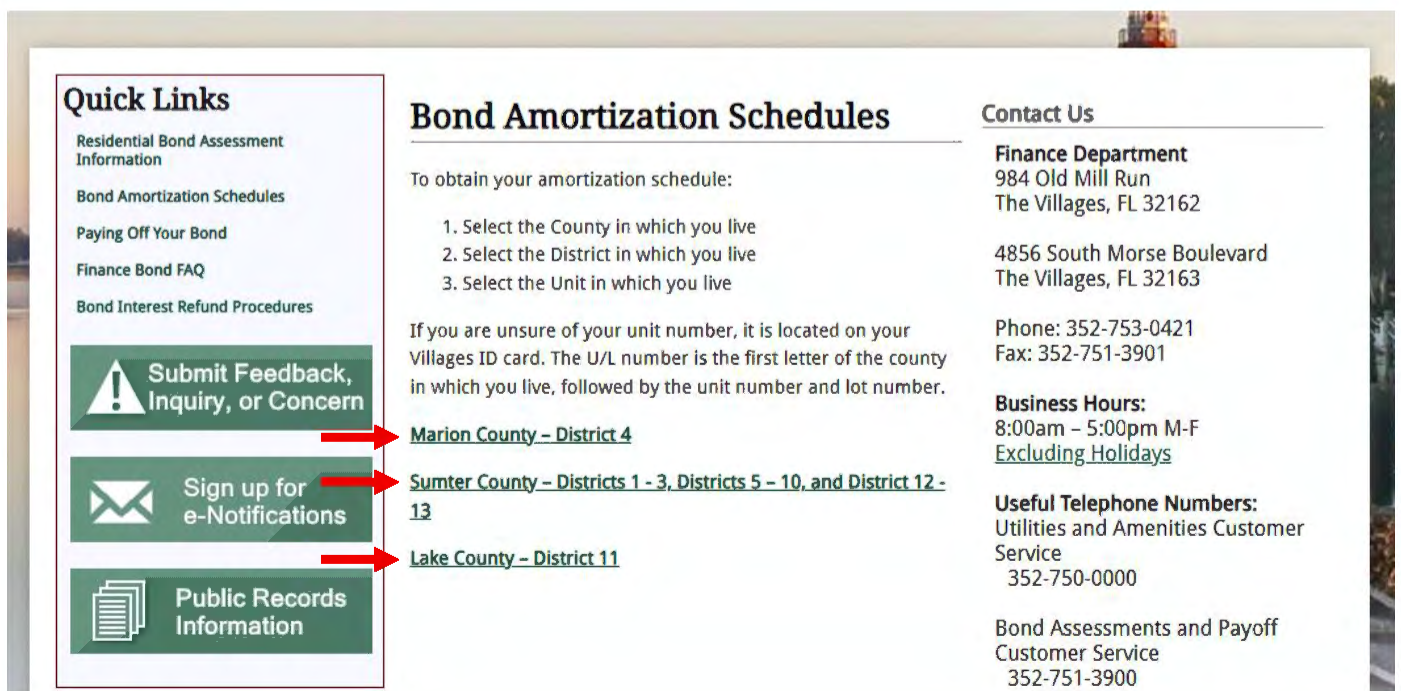 Quick Links
Residential Bond Assessment
Information
Bond Amortization Schedules
Paying Off Your Bond
Finance Bond FAQ
Bond Interest Refund Procedures
Submit Feedback,
Inquiry, or Concern
Sign up for
e-Notifications
Public Records
Information
Bond Amortization Schedules
To obtain your amortization schedule:
1. Select the County in which you live
2. Select the District in which you live
3. Select the Unit in which you live
If you are unsure of your unit number, it is located on your
Villages ID card. The U/L number is the first letter of the county
in which you live, followed by the unit number and lot number.
Marion County – District 4
Sumter County – Districts 1 - 3, Districts 5 – 10, and District 12 -
13
Lake County – District 11
Contact Us
Finance Department
984 Old Mill Run
The Villages, FL 32162
4856 South Morse Boulevard
The Villages, FL 32163
Phone: 352-753-0421
Fax: 352-751-3901
Business Hours:
8:00am – 5:00pm M-F
Excluding Holidays
Useful Telephone Numbers:
Utilities and Amenities Customer
Service
352-750-0000
Bond Assessments and Payoff
Customer Service
352-751-3900